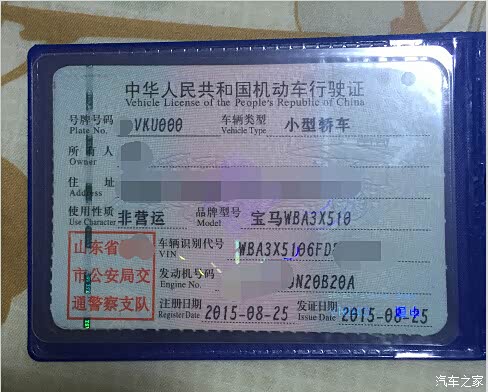 中华人民共和国机动车行驶证
Vehicle License of the People's Republic of China
号牌号码 VKU000 车辆类型 小型轿车
Plate No. Vehicle Type
所 人
Owner
住 址
Address
使用性质 非营运 品牌型号 宝马WBA3X510
Use Character Model
山东省 车辆识别代号 WBA3X5106FD
VIN
市公安局交 发动机号码 N20B20A
Engine No.
通警察支队 注册日期 2015-08-25 发证日期 2015-08-25
Register Date Issue Date
汽车之家